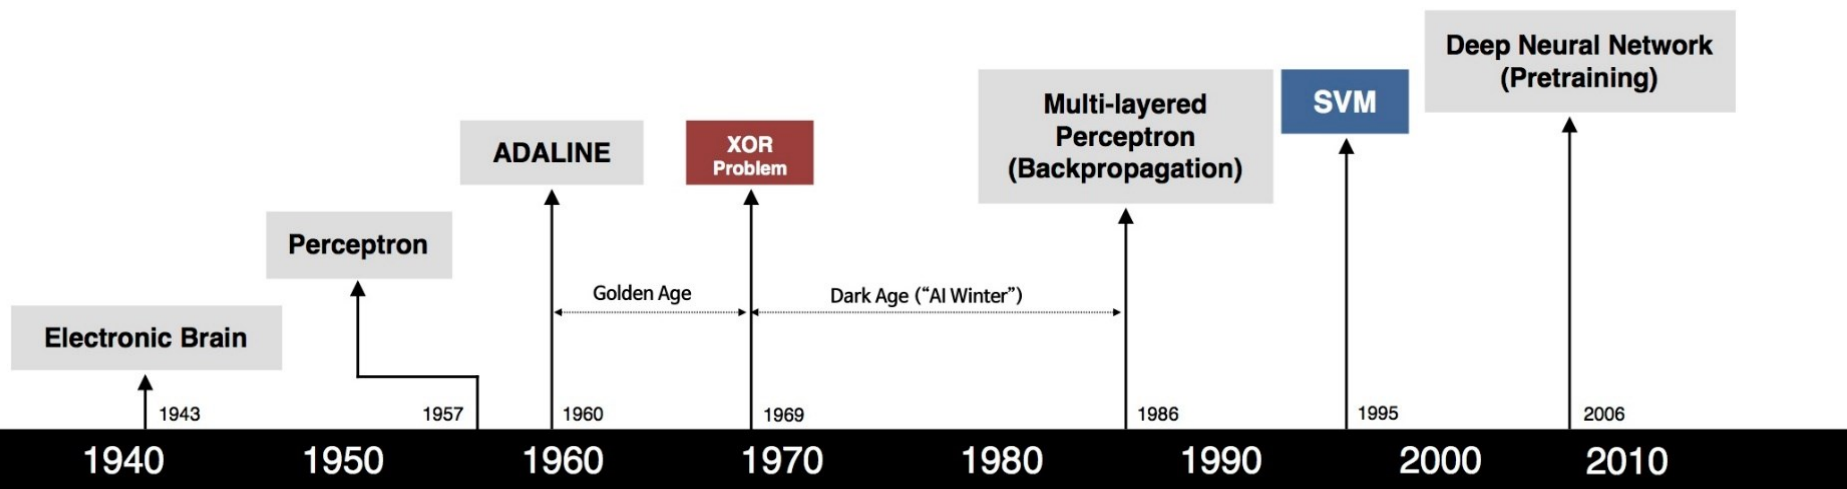 Deep Neural Network
(Pretraining)
Multi-layered
Perceptron
(Backpropagation)
SVM
ADALINE
XOR
Problem
Perceptron
Golden Age
Dark Age ("AI Winter")
Electronic Brain
1943
1957
1960
1969
1986
1995
2006
1940 1950 1960 1970 1980 1990 2000 2010